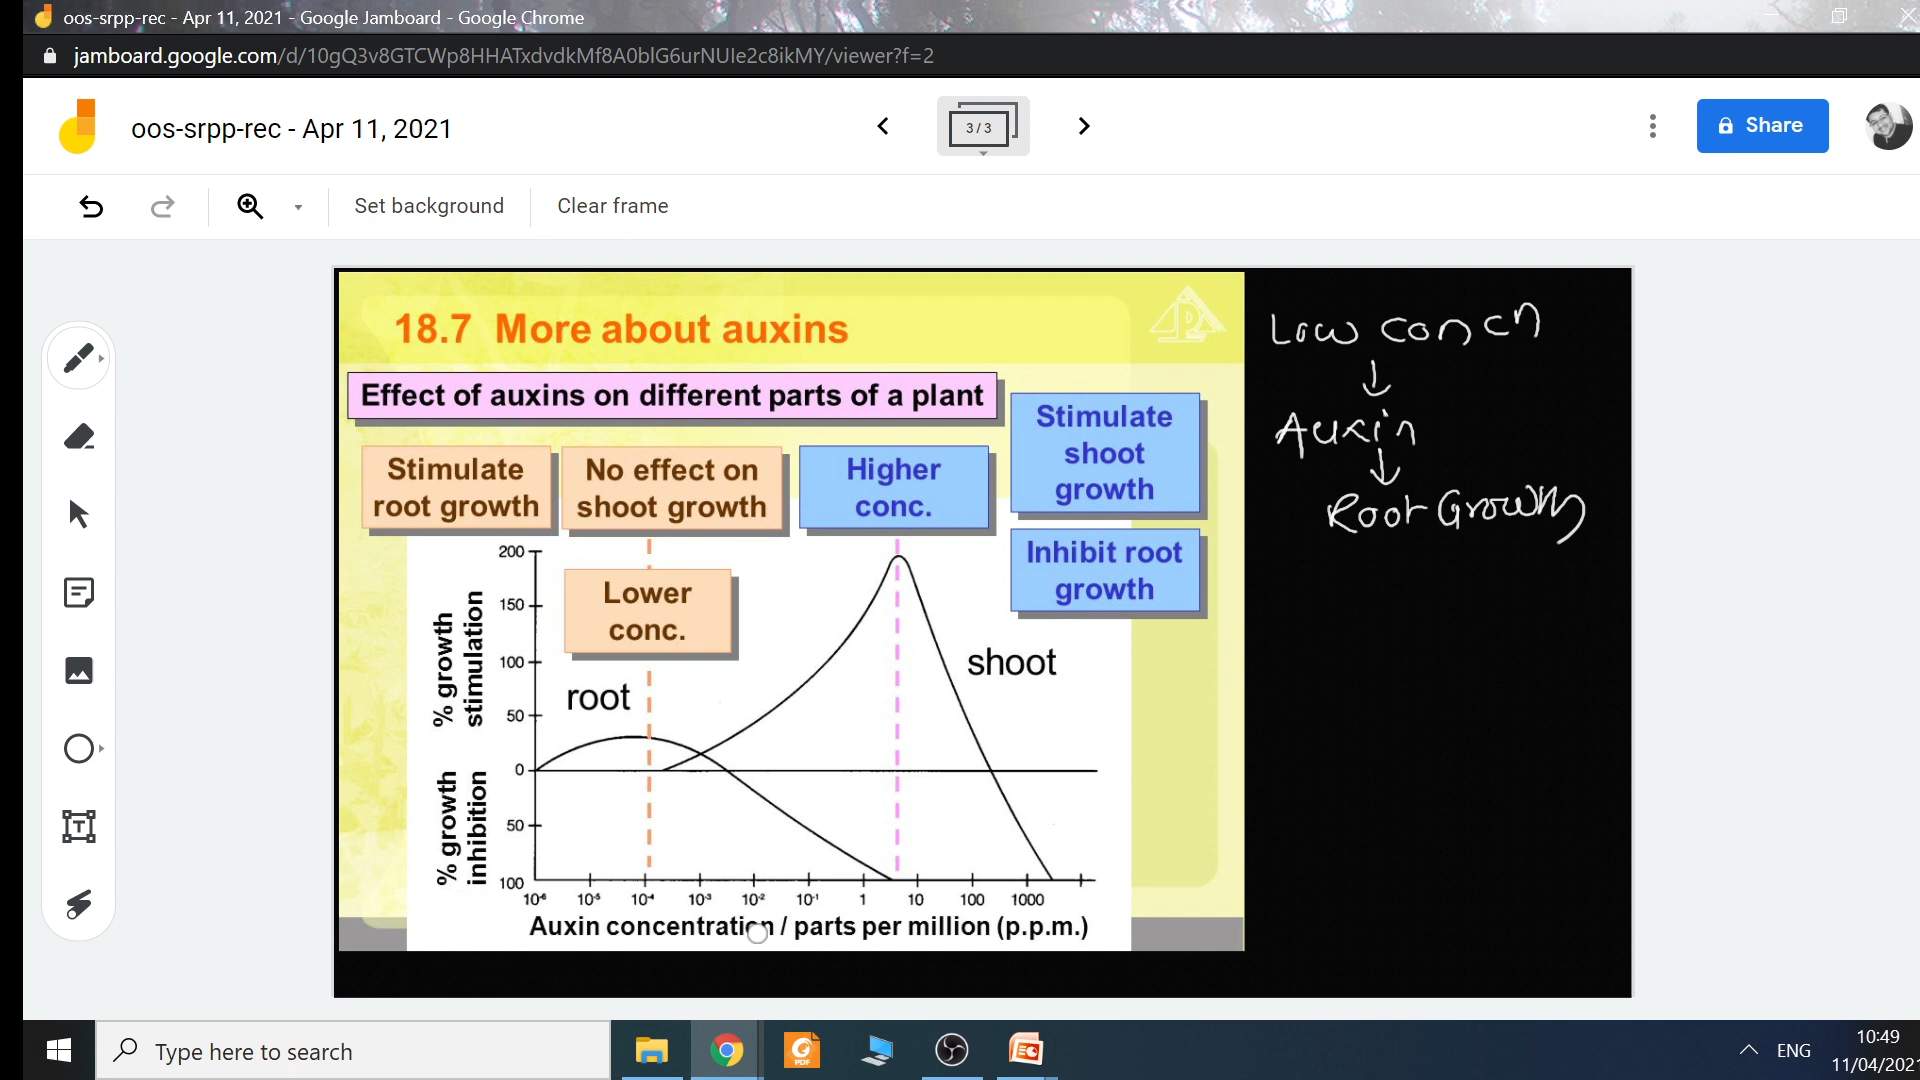 oos-srpp-rec - Apr 11, 2021 - Google Jamboard - Google Chrome
jamboard.google.com/d/10gQ3v8GTCWp8HHATxdvdkMf8A0blG6urNUIe2c8ikMY/viewer?f=2
oos-srpp-rec - Apr 11, 2021
3 / 3
Share
Set background
Clear frame
18.7 More about auxins
Effect of auxins on different parts of a plant
Stimulate
root growth
No effect on
shoot growth
Higher
conc.
Stimulate
shoot
growth
Inhibit root
growth
Lower
conc.
root
shoot
% growth
stimulation
% growth
inhibition
200
150
100
50
0
50
100
10⁻⁶ 10⁻⁵ 10⁻⁴ 10⁻³ 10⁻² 10⁻¹ 1 10 100 1000
Auxin concentration / parts per million (p.p.m.)
Low concn
↓
Auxin
↓
Root Growth
Type here to search
PDF
ENG
10:49
11/04/2021